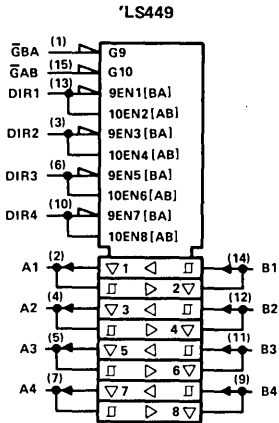 'LS449
G̅BA (1) G9
G̅AB (15) G10
DIR1 (13) 9EN1[BA]
10EN2[AB]
DIR2 (3) 9EN3[BA]
10EN4[AB]
DIR3 (6) 9EN5[BA]
10EN6[AB]
DIR4 (10) 9EN7[BA]
10EN8[AB]
A1 (2) ▽1 ◁ (14) B1
▷ 2▽
A2 (4) ▽3 ◁ (12) B2
▷ 4▽
A3 (5) ▽5 ◁ (11) B3
▷ 6▽
A4 (7) ▽7 ◁ (9) B4
▷ 8▽